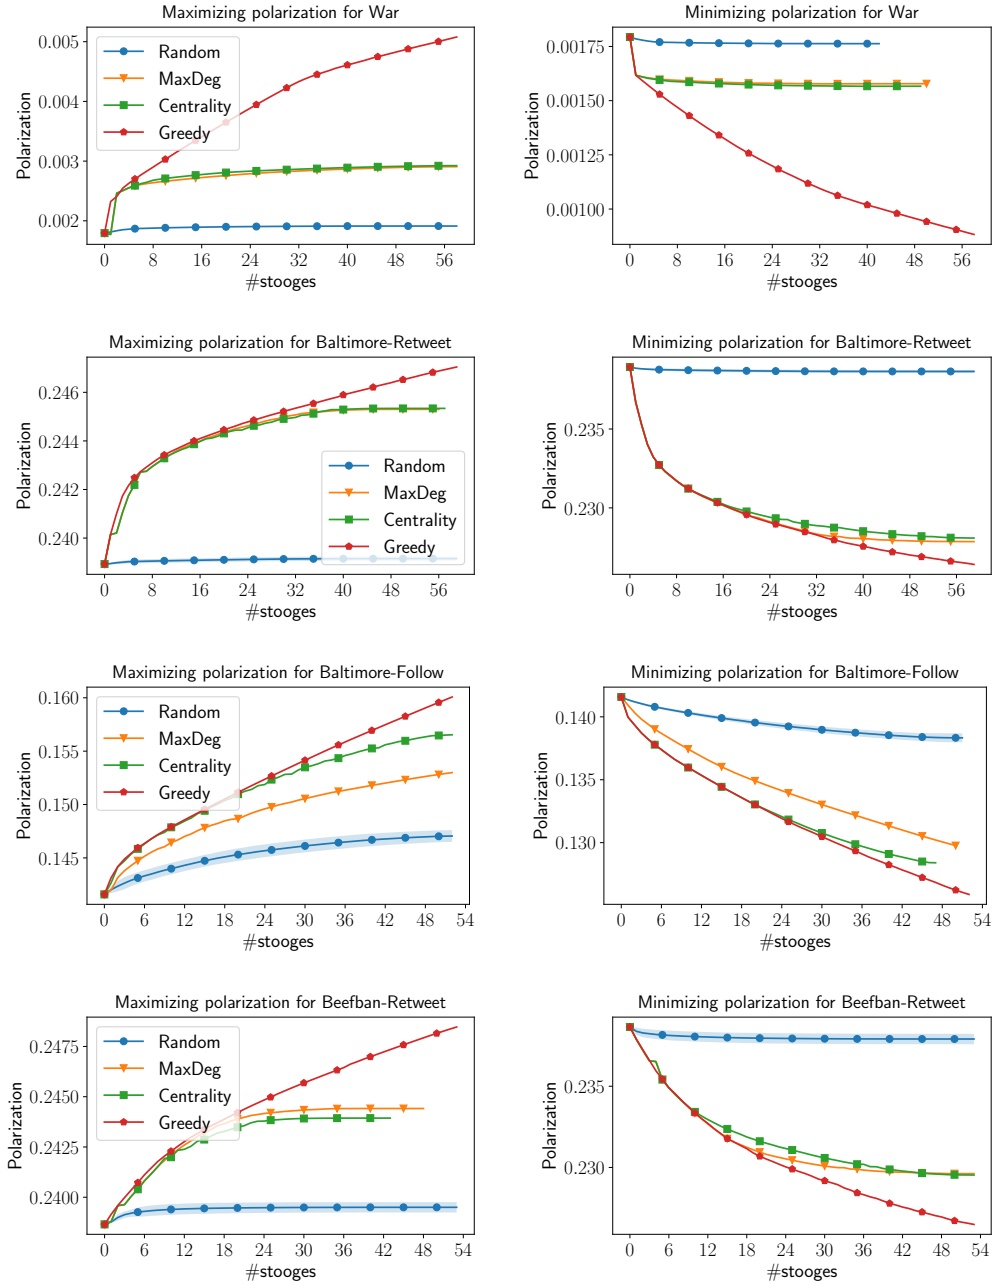 Maximizing polarization for War
0.005
0.004
0.003
0.002
Polarization
Random
MaxDeg
Centrality
Greedy
0 8 16 24 32 40 48 56
#stooges
Minimizing polarization for War
0.00175
0.00150
0.00125
0.00100
Polarization
0 8 16 24 32 40 48 56
#stooges
Maximizing polarization for Baltimore-Retweet
0.246
0.244
0.242
0.240
Polarization
Random
MaxDeg
Centrality
Greedy
0 8 16 24 32 40 48 56
#stooges
Minimizing polarization for Baltimore-Retweet
0.235
0.230
Polarization
0 8 16 24 32 40 48 56
#stooges
Maximizing polarization for Baltimore-Follow
0.160
0.155
0.150
0.145
Polarization
Random
MaxDeg
Centrality
Greedy
0 6 12 18 24 30 36 42 48 54
#stooges
Minimizing polarization for Baltimore-Follow
0.140
0.135
0.130
Polarization
0 6 12 18 24 30 36 42 48 54
#stooges
Maximizing polarization for Beefban-Retweet
0.2475
0.2450
0.2425
0.2400
Polarization
Random
MaxDeg
Centrality
Greedy
0 6 12 18 24 30 36 42 48 54
#stooges
Minimizing polarization for Beefban-Retweet
0.235
0.230
Polarization
0 6 12 18 24 30 36 42 48 54
#stooges